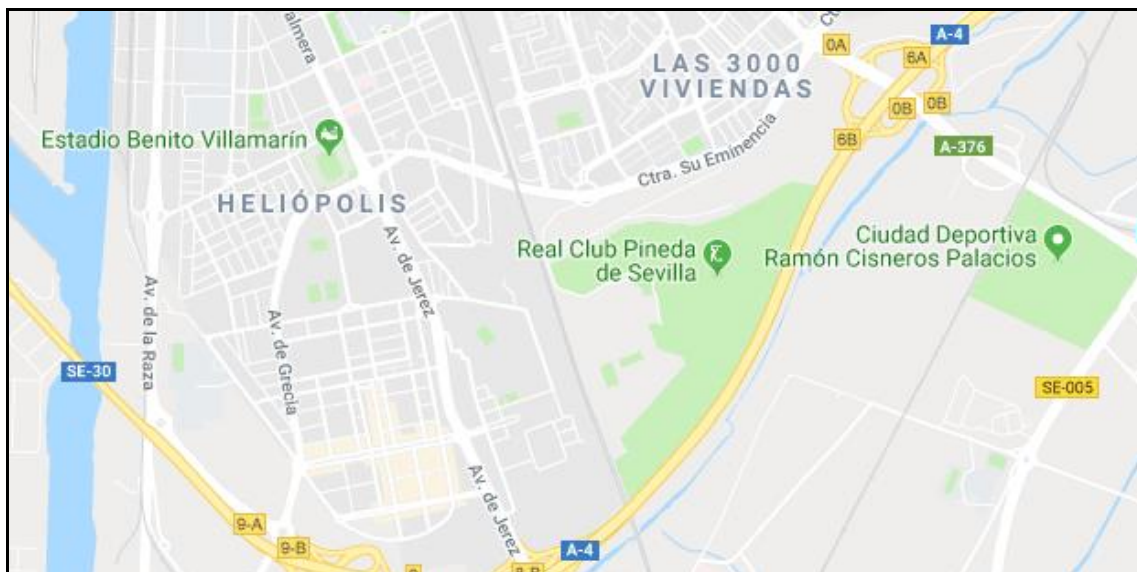 almera
A-4
0A
6A
LAS 3000
VIVIENDAS
0B
0B
Estadio Benito Villamarín
6B
A-376
Ctra. Su Eminencia
HELIÓPOLIS
Av. de Jerez
Real Club Pineda
de Sevilla
Ciudad Deportiva
Ramón Cisneros Palacios
Av. de la Raza
Av. de Grecia
SE-30
SE-005
Av. de Jerez
9-A
9-B
A-4